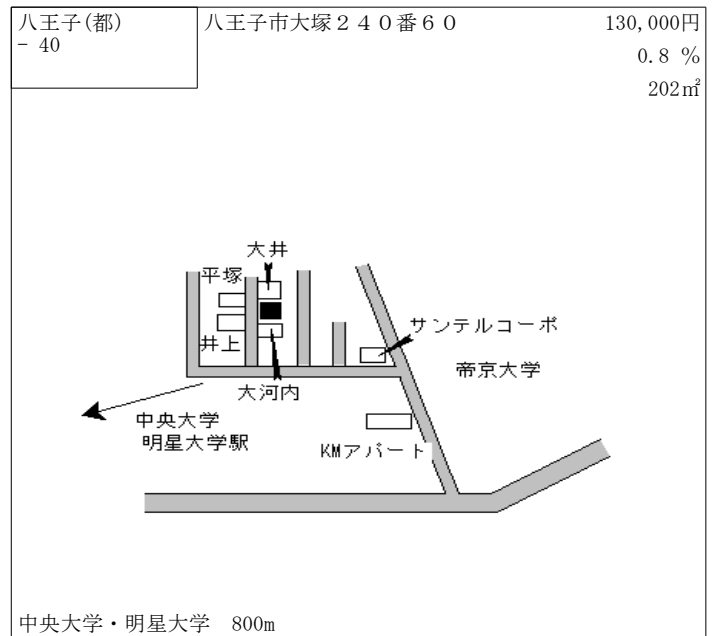 八王子(都)
- 40
八王子市大塚２４０番６０
130,000円
0.8 %
202㎡
大井
平塚
井上
大河内
サンテルコーポ
帝京大学
中央大学
明星大学駅
KMアパート
中央大学・明星大学 800m